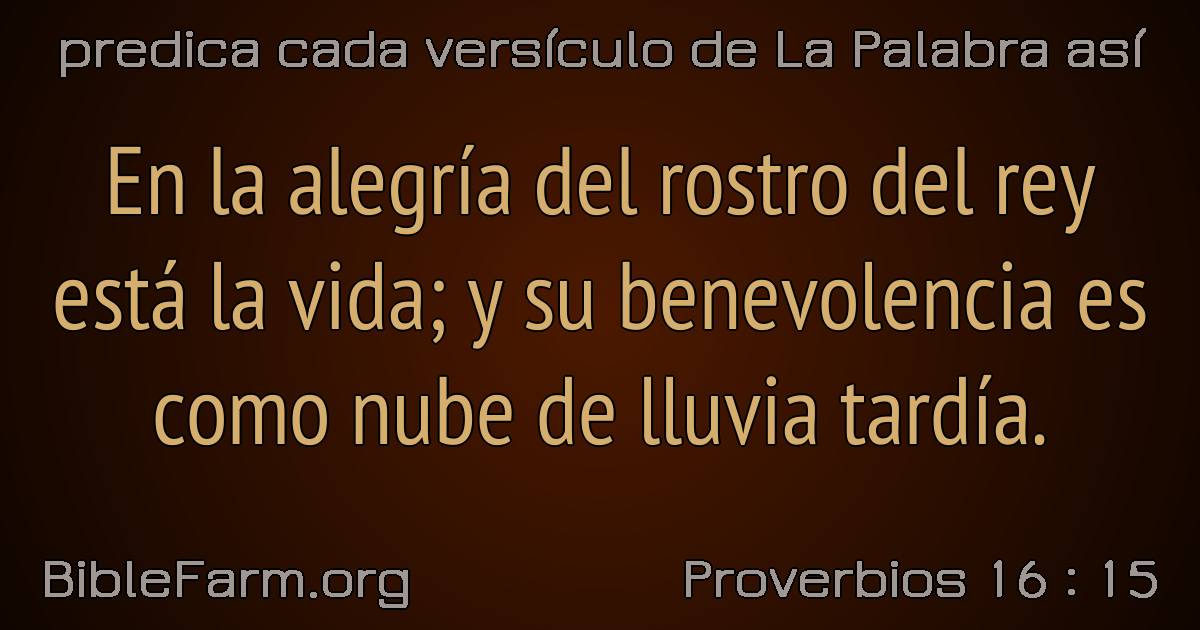 predica cada versículo de La Palabra así
En la alegría del rostro del rey
está la vida; y su benevolencia es
como nube de lluvia tardía.
BibleFarm.org
Proverbios 16 : 15